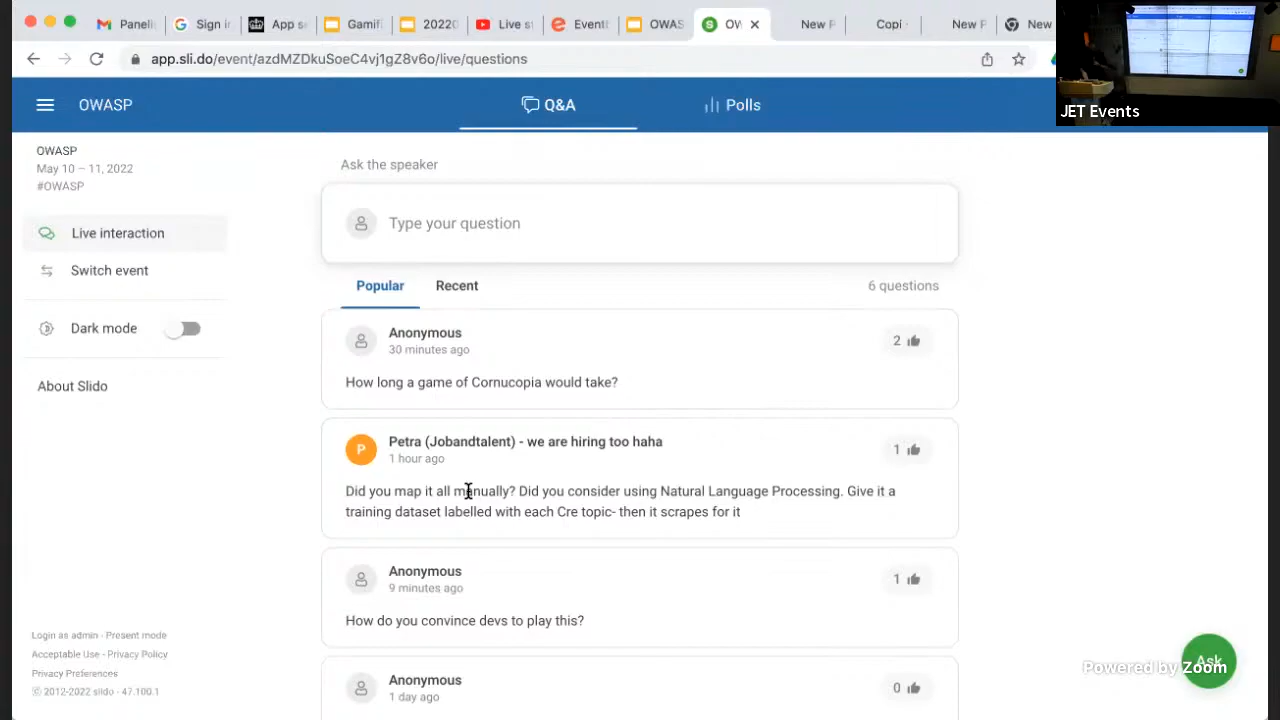 Paneli
Sign in
App se
Gamif
20220
Live st
Eventi
OWAS
OW
New P
New P
New
app.sli.do/event/azdMZDkuSoeC4vj1gZ8v6o/live/questions
JET Events
OWASP
Q&A
Polls
OWASP
May 10 – 11, 2022
#OWASP
Live interaction
Switch event
Dark mode
About Slido
Ask the speaker
Type your question
Popular
Recent
6 questions
Anonymous
30 minutes ago
2
How long a game of Cornucopia would take?
P
Petra (Jobandtalent) - we are hiring too haha
1 hour ago
1
Did you map it all manually? Did you consider using Natural Language Processing. Give it a
training dataset labelled with each Cre topic- then it scrapes for it
Anonymous
9 minutes ago
1
How do you convince devs to play this?
Anonymous
1 day ago
0
Login as admin · Present mode
Acceptable Use · Privacy Policy
Privacy Preferences
© 2012-2022 slido · 47.100.1
Ask
Powered by Zoom